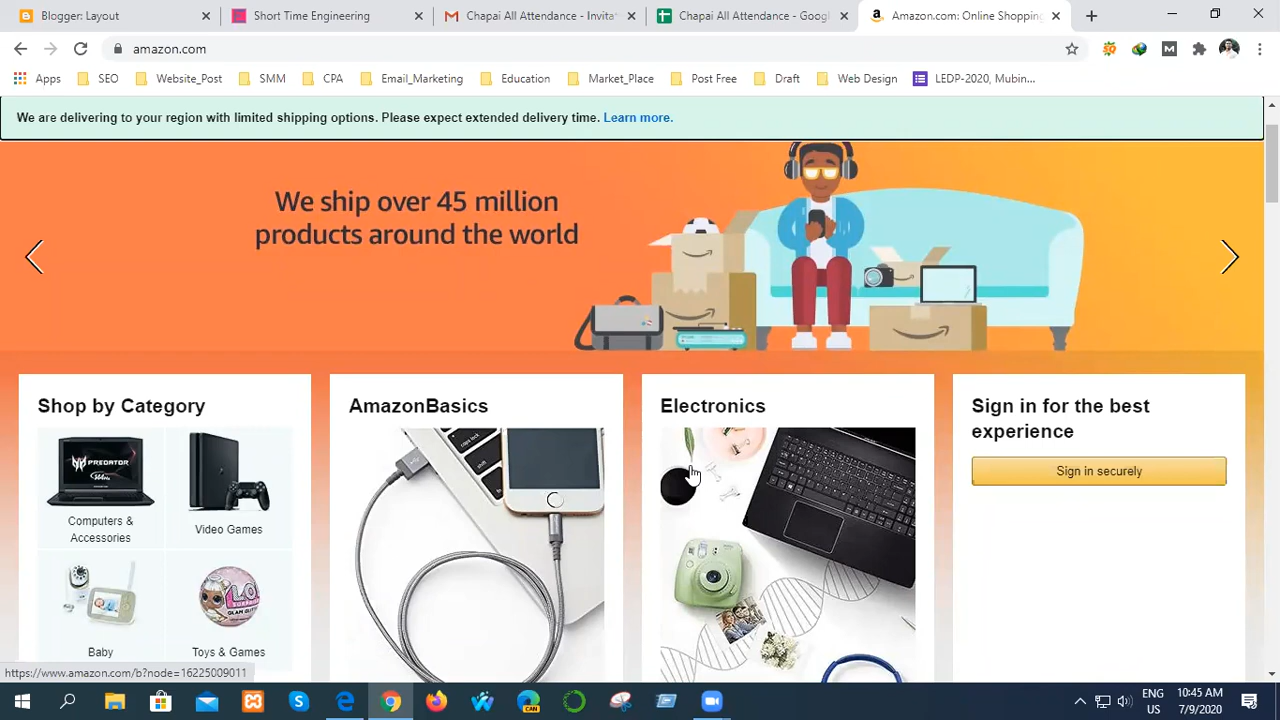 Blogger: Layout
Short Time Engineering
Chapai All Attendance - Invita
Chapai All Attendance - Googl
Amazon.com: Online Shopping
amazon.com
Apps
SEO
Website_Post
SMM
CPA
Email_Marketing
Education
Market_Place
Post Free
Draft
Web Design
LEDP-2020, Mubin...
We are delivering to your region with limited shipping options. Please expect extended delivery time. Learn more.
We ship over 45 million
products around the world
Shop by Category
AmazonBasics
Electronics
Sign in for the best
experience
PREDATOR
Sign in securely
Computers &
Accessories
Video Games
Baby
Toys & Games
https://www.amazon.com/b?node=16225009011
CAN
ENG
US
10:45 AM
7/9/2020